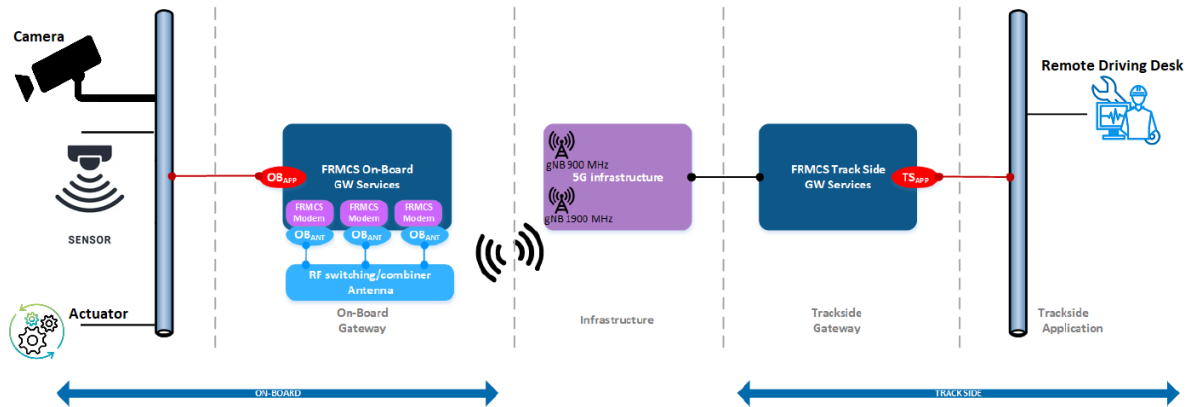 Camera
SENSOR
Actuator
OBAPP
FRMCS On-Board
GW Services
FRMCS
Modem
FRMCS
Modem
FRMCS
Modem
OBANT
OBANT
OBANT
RF switching/combiner
Antenna
On-Board
Gateway
gNB 900 MHz
5G infrastructure
gNB 1900 MHz
Infrastructure
FRMCS Track Side
GW Services
TSAPP
Trackside
Gateway
Remote Driving Desk
Trackside
Application
ON-BOARD
TRACKSIDE